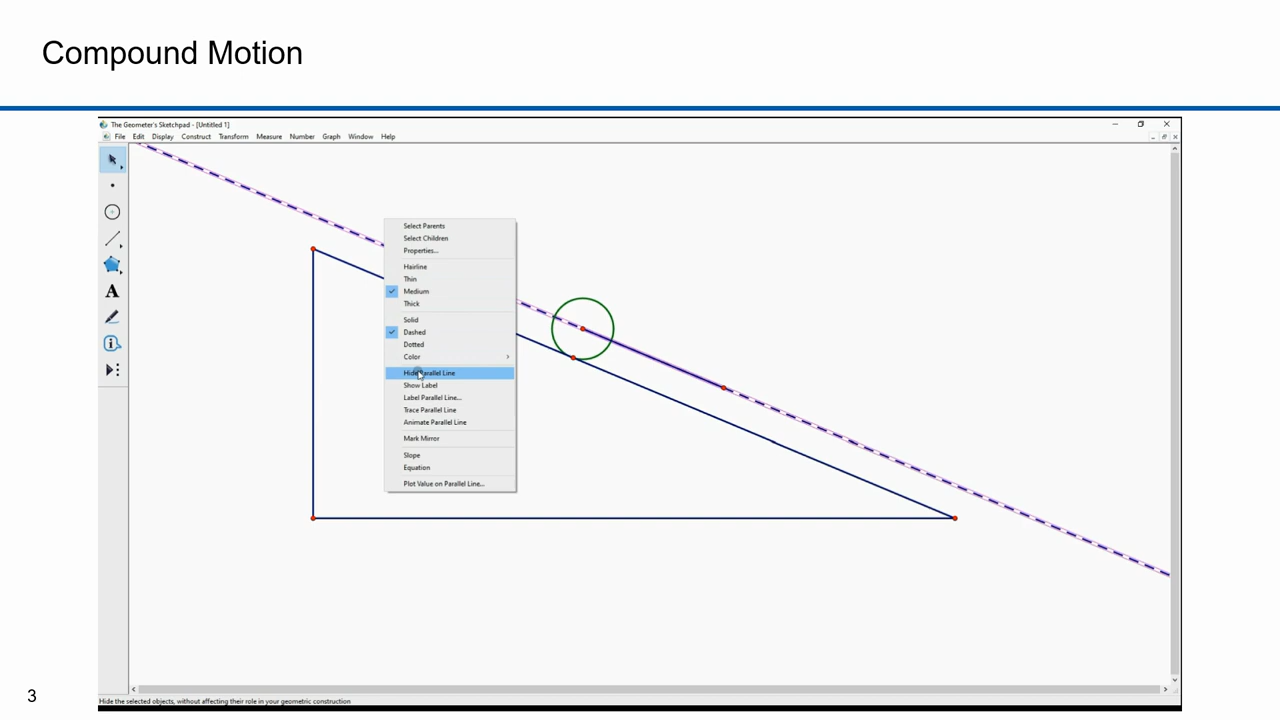 Compound Motion
The Geometer's Sketchpad - [Untitled 1]
File Edit Display Construct Transform Measure Number Graph Window Help
A
Select Parents
Select Children
Properties...
Hairline
Thin
Medium
Thick
Solid
Dashed
Dotted
Color
Hide Parallel Line
Show Label
Label Parallel Line...
Trace Parallel Line
Animate Parallel Line
Mark Mirror
Slope
Equation
Plot Value on Parallel Line...
3
Hide the selected objects, without affecting their role in your geometric construction